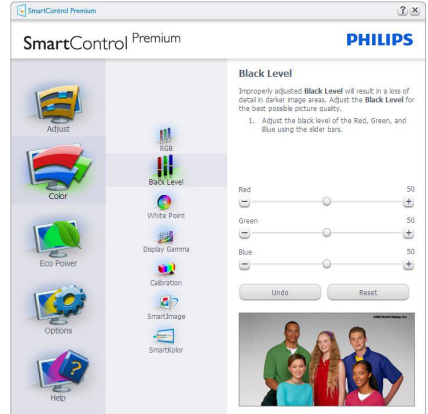 SmartControl Premium
SmartControl Premium
PHILIPS
Adjust
Color
Eco Power
Options
Help
RGB
Black Level
White Point
Display Gamma
Calibration
SmartImage
SmartKolor
Black Level
Improperly adjusted Black Level will result in a loss of
detail in darker image areas. Adjust the Black Level for
the best possible picture quality.
1. Adjust the black level of the Red, Green, and
Blue using the slider bars.
Red 50
Green 50
Blue 50
Undo Reset